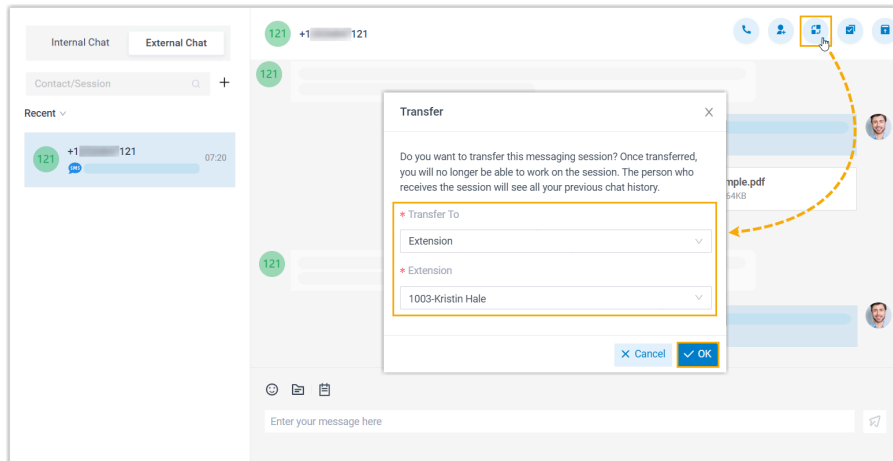 Internal Chat
External Chat
Contact/Session
Recent
121
+1 121
07:20
SMS
121
+1 121
121
mple.pdf
64KB
121
Transfer
Do you want to transfer this messaging session? Once transferred,
you will no longer be able to work on the session. The person who
receives the session will see all your previous chat history.
* Transfer To
Extension
* Extension
1003-Kristin Hale
Cancel
OK
Enter your message here